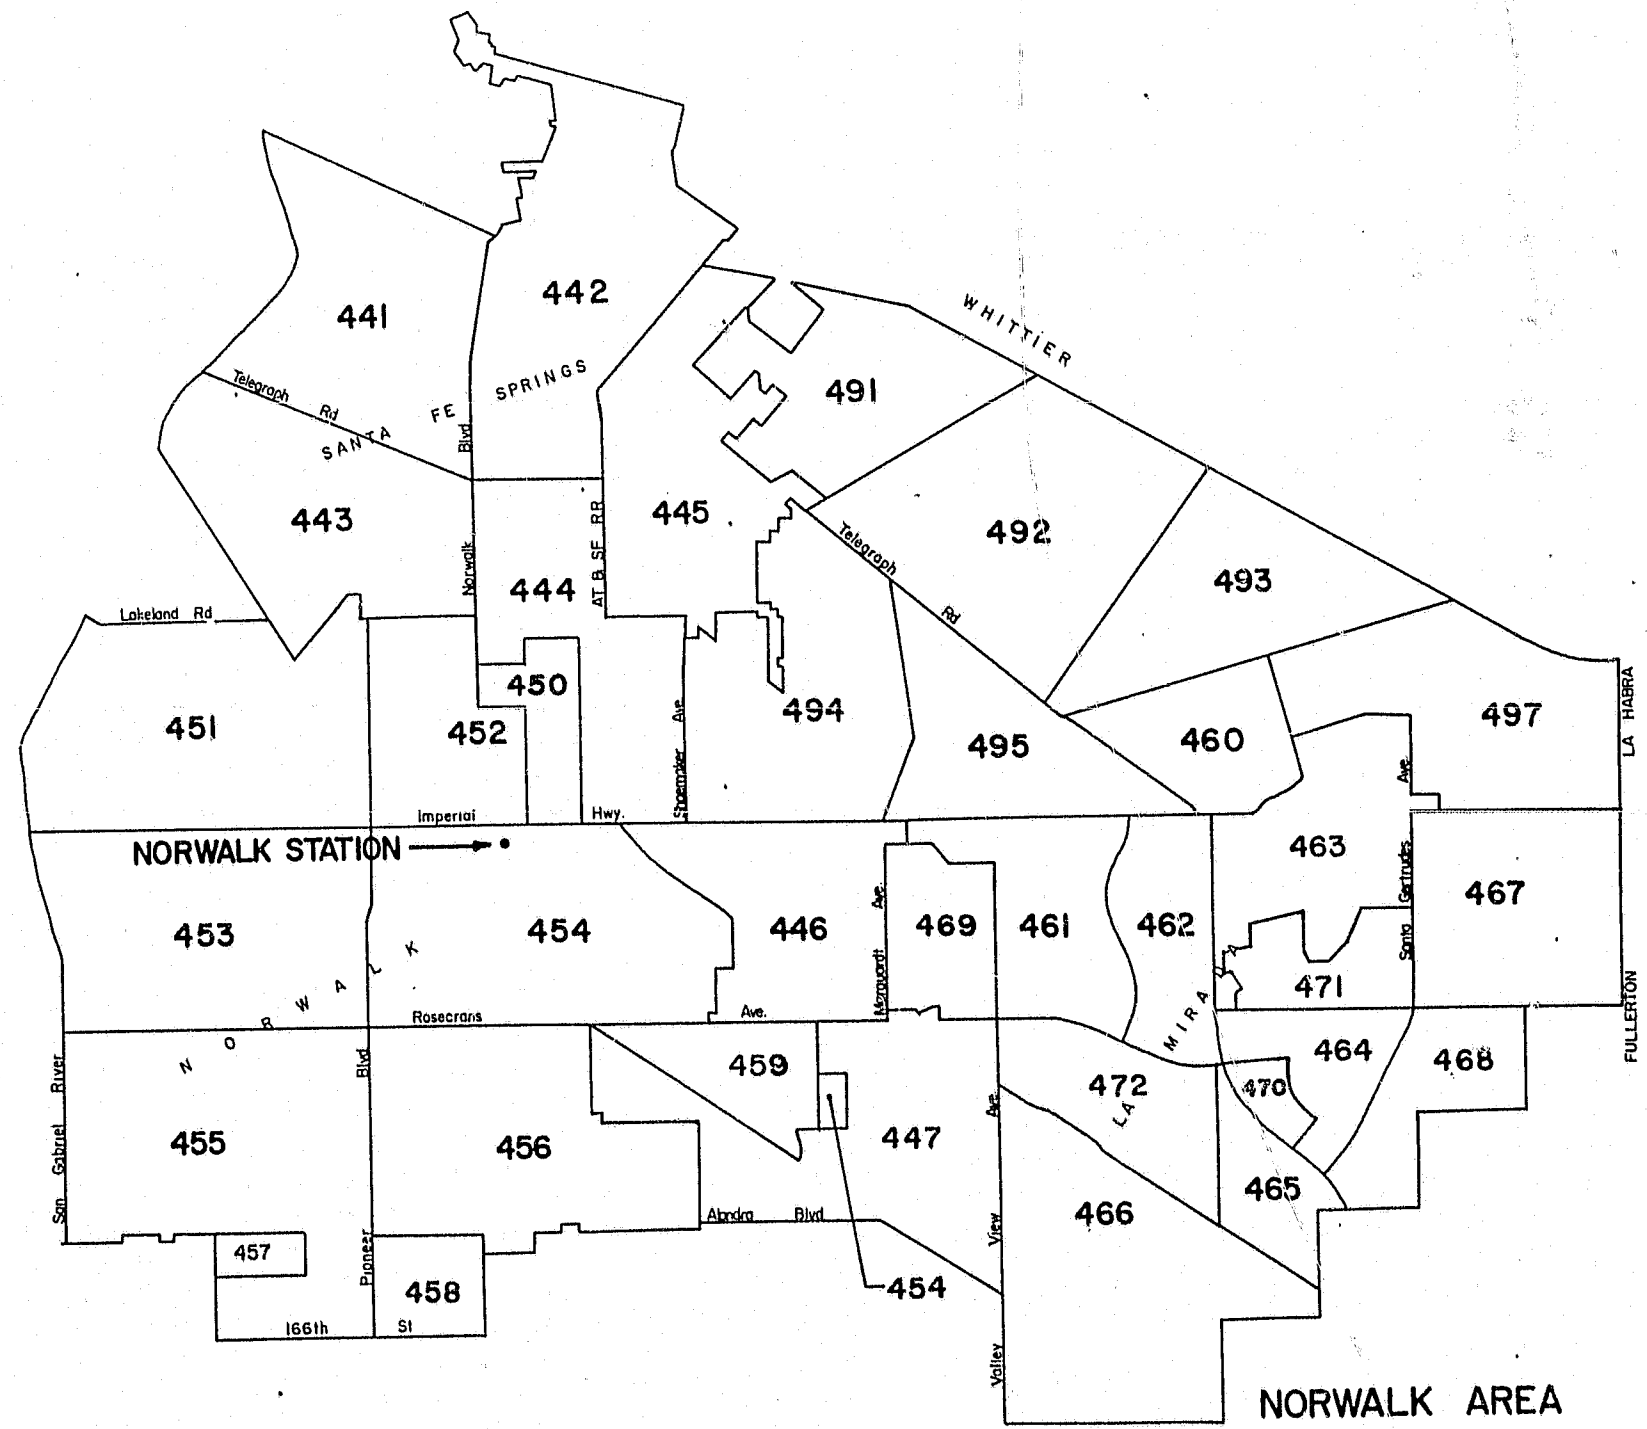 WHITTIER
442
441
SPRINGS
FE
SANTA
Telegraph Rd
491
Blvd
443
445
492
AT B SF RR
Telegraph
Norwalk
493
444
Rd
Lakeland Rd
450
494
451
452
497
LA HABRA
460
495
Shoemaker Ave
Ave.
Imperial Hwy.
NORWALK STATION
463
Santa Gertrudes
467
453
454
446
Marquardt Ave.
469
461
462
471
NORWALK
Rosecrans Ave.
MIRA
FULLERTON
464
468
459
472
470
LA
San Gabriel River
Blvd
Ave.
455
456
447
465
466
Alondra Blvd
View
457
Pioneer
458
454
166th St
Valley
NORWALK AREA